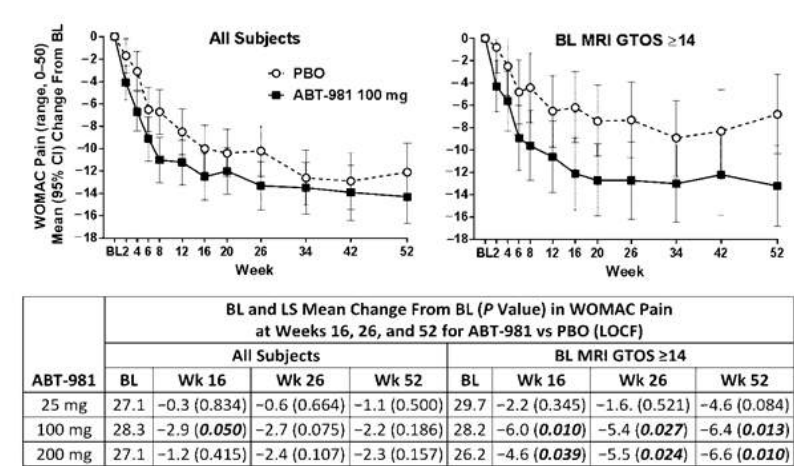 All Subjects
WOMAC Pain (range, 0–50)
Mean (95% CI) Change From BL
0
−2
−4
−6
−8
−10
−12
−14
−16
−18
PBO
ABT-981 100 mg
BL 2 4 6 8 12 16 20 26 34 42 52
Week
BL MRI GTOS ≥14
0
−2
−4
−6
−8
−10
−12
−14
−16
−18
BL 2 4 6 8 12 16 20 26 34 42 52
Week
BL and LS Mean Change From BL (P Value) in WOMAC Pain
at Weeks 16, 26, and 52 for ABT-981 vs PBO (LOCF)
All Subjects BL MRI GTOS ≥14
ABT-981 BL Wk 16 Wk 26 Wk 52 BL Wk 16 Wk 26 Wk 52
25 mg 27.1 −0.3 (0.834) −0.6 (0.664) −1.1 (0.500) 29.7 −2.2 (0.345) −1.6. (0.521) −4.6 (0.084)
100 mg 28.3 −2.9 (0.050) −2.7 (0.075) −2.2 (0.186) 28.2 −6.0 (0.010) −5.4 (0.027) −6.4 (0.013)
200 mg 27.1 −1.2 (0.415) −2.4 (0.107) −2.3 (0.157) 26.2 −4.6 (0.039) −5.5 (0.024) −6.6 (0.010)